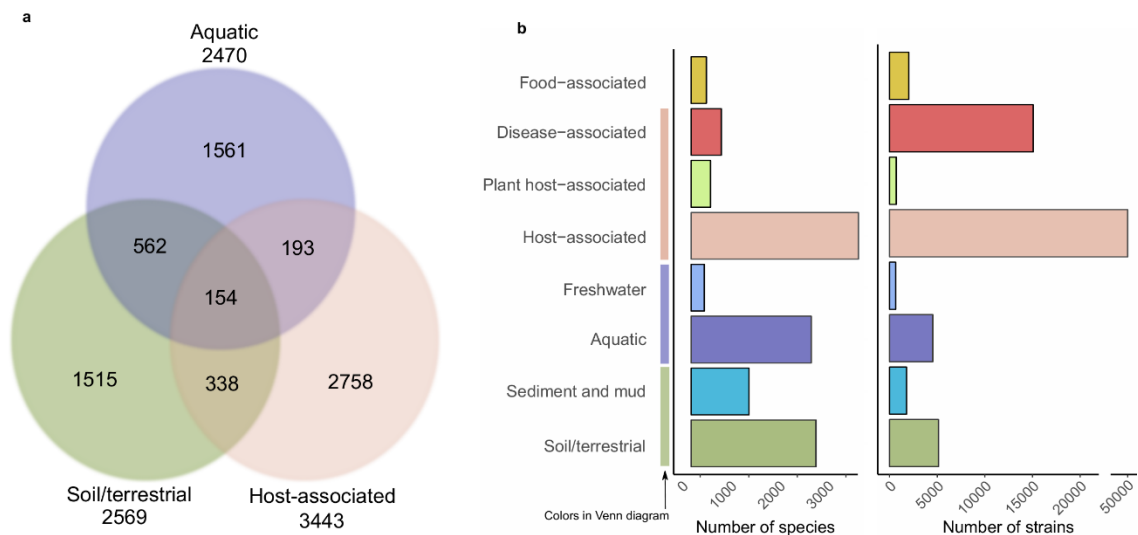 a
Aquatic
2470
1561
562
193
154
1515
338
2758
Soil/terrestrial
2569
Host-associated
3443
b
Food−associated
Disease−associated
Plant host−associated
Host−associated
Freshwater
Aquatic
Sediment and mud
Soil/terrestrial
Colors in Venn diagram
0
1000
2000
3000
Number of species
0
5000
10000
15000
20000
50000
Number of strains